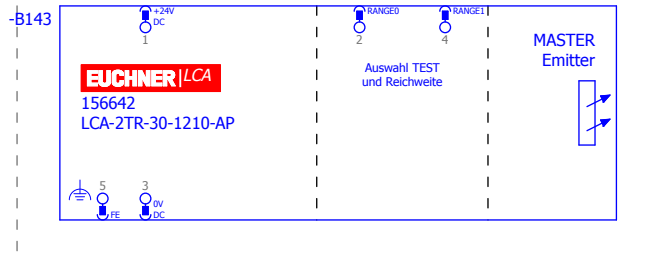 -B143
+24V
DC
1
RANGE0
2
RANGE1
4
MASTER
Emitter
Auswahl TEST
und Reichweite
EUCHNER LCA
156642
LCA-2TR-30-1210-AP
5
FE
3
0V
DC